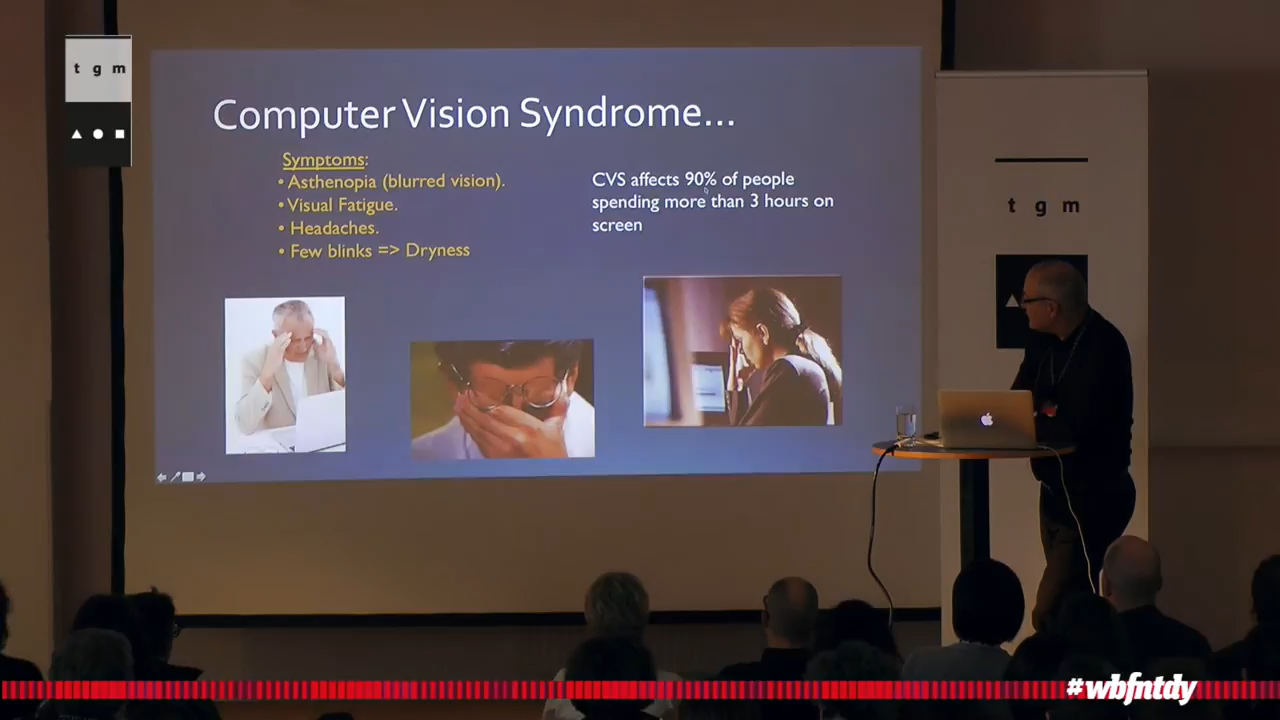 t g m
Computer Vision Syndrome...
Symptoms:
• Asthenopia (blurred vision).
• Visual Fatigue.
• Headaches.
• Few blinks => Dryness
CVS affects 90% of people
spending more than 3 hours on
screen
t g m
#wbfntdy